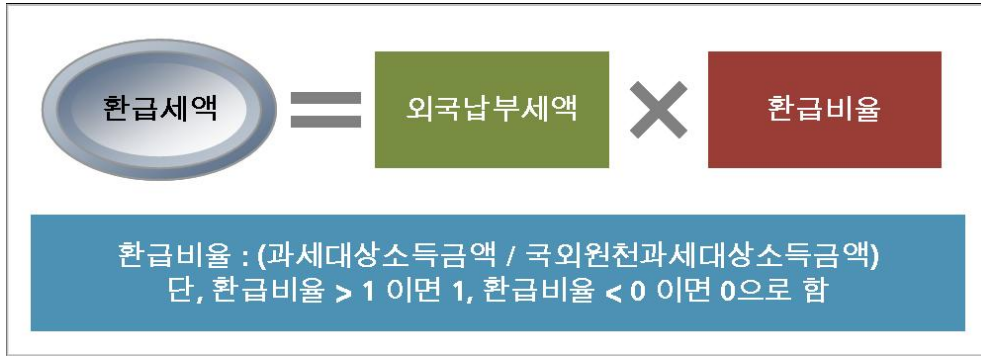 환급세액 = 외국납부세액 × 환급비율
환급비율 : (과세대상소득금액 / 국외원천과세대상소득금액)
단, 환급비율 > 1 이면 1, 환급비율 < 0 이면 0으로 함